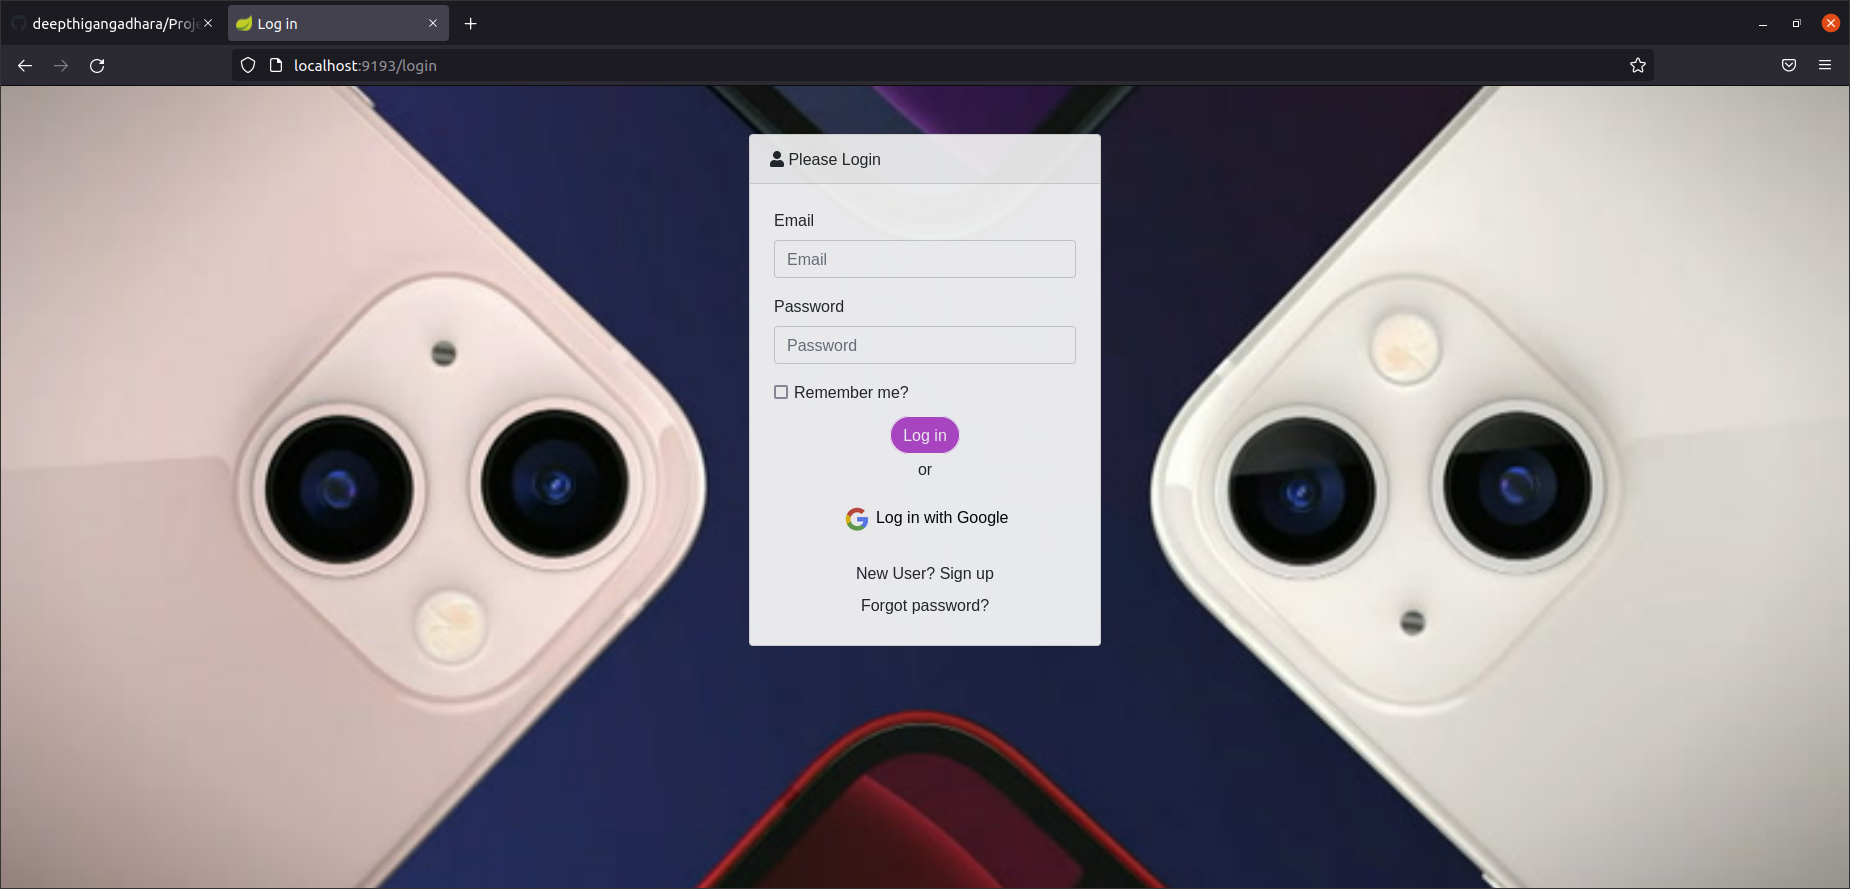 deepthigangadhara/Proje
Log in
localhost:9193/login
Please Login
Email
Email
Password
Password
Remember me?
Log in
or
Log in with Google
New User? Sign up
Forgot password?